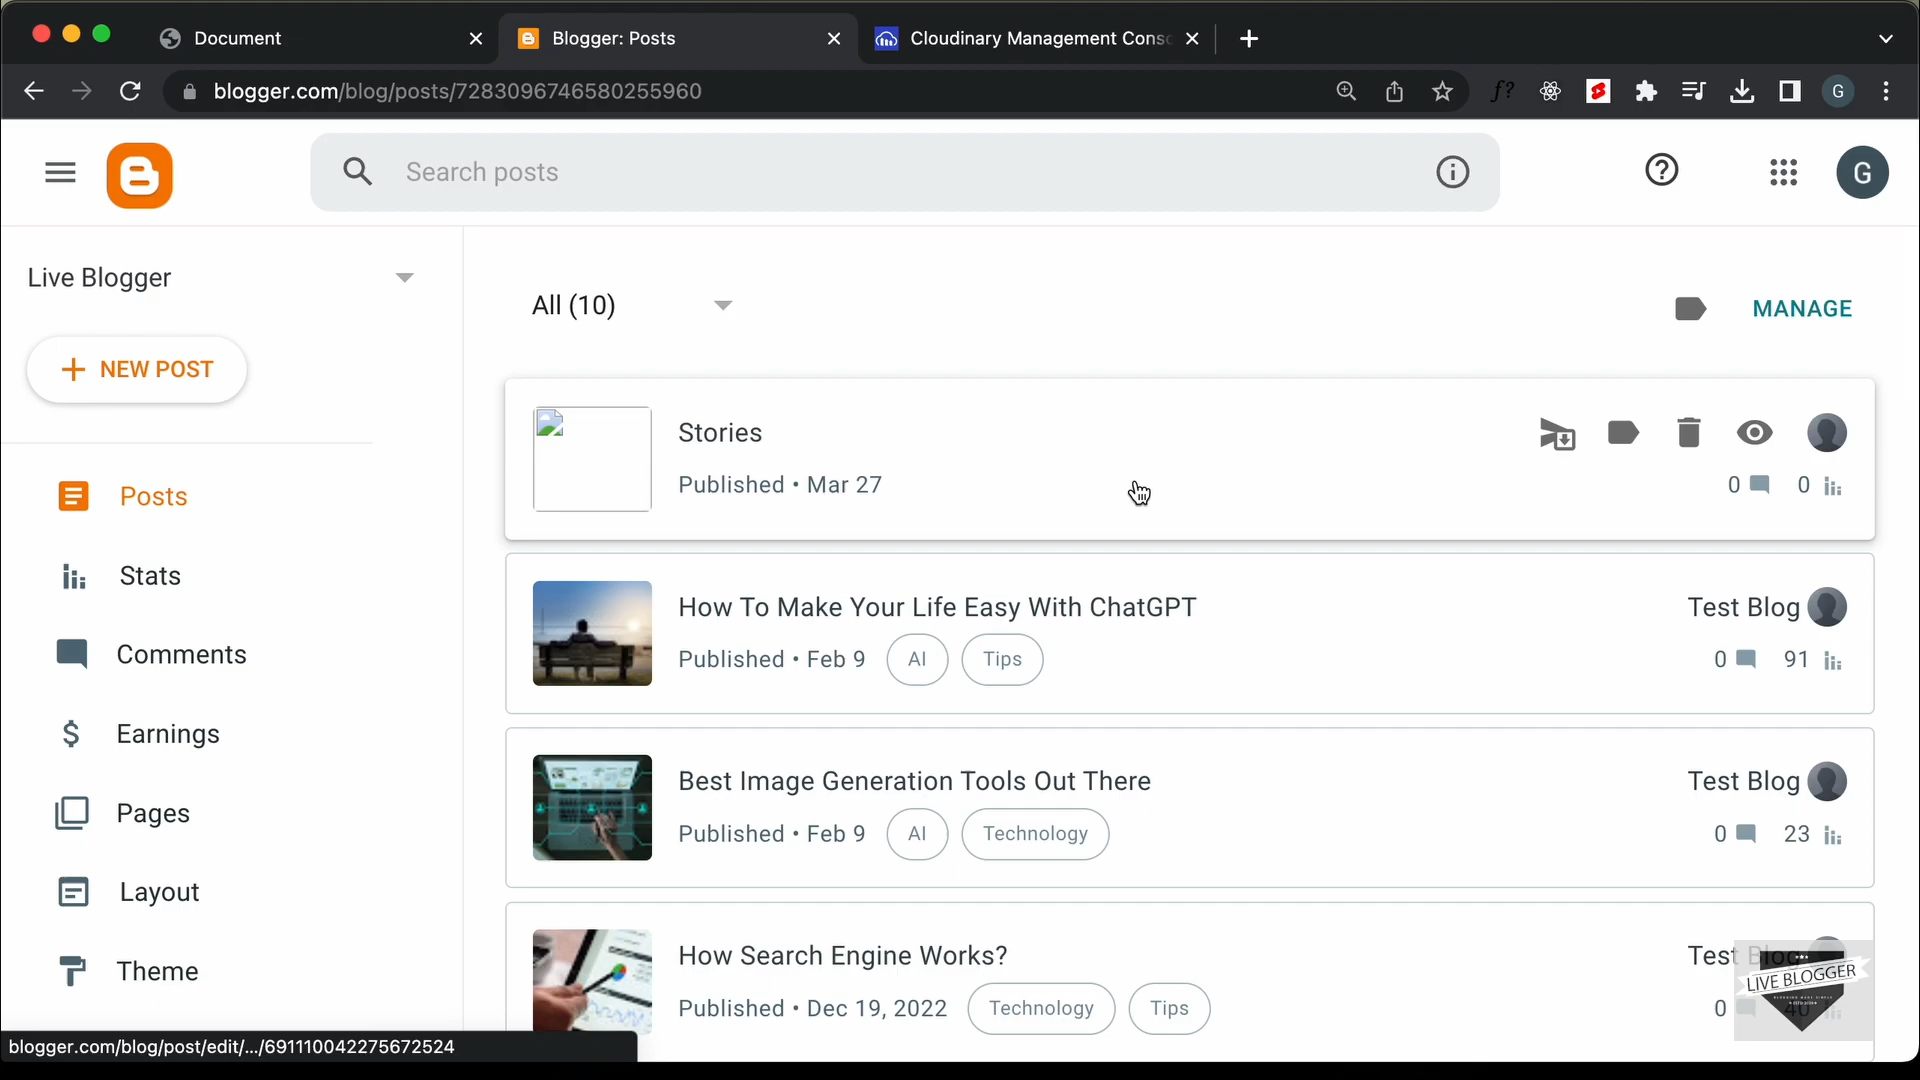 Document
Blogger: Posts
Cloudinary Management Conso
blogger.com/blog/posts/7283096746580255960
f?
G
Search posts
G
Live Blogger
All (10)
MANAGE
NEW POST
Stories
Published • Mar 27
0
0
Posts
Stats
Comments
Earnings
Pages
Layout
Theme
How To Make Your Life Easy With ChatGPT
Test Blog
Published • Feb 9 AI Tips
0 91
Best Image Generation Tools Out There
Test Blog
Published • Feb 9 AI Technology
0 23
How Search Engine Works?
Test Blog
Published • Dec 19, 2022 Technology Tips
0 40
LIVE BLOGGER
blogger.com/blog/post/edit/.../691110042275672524